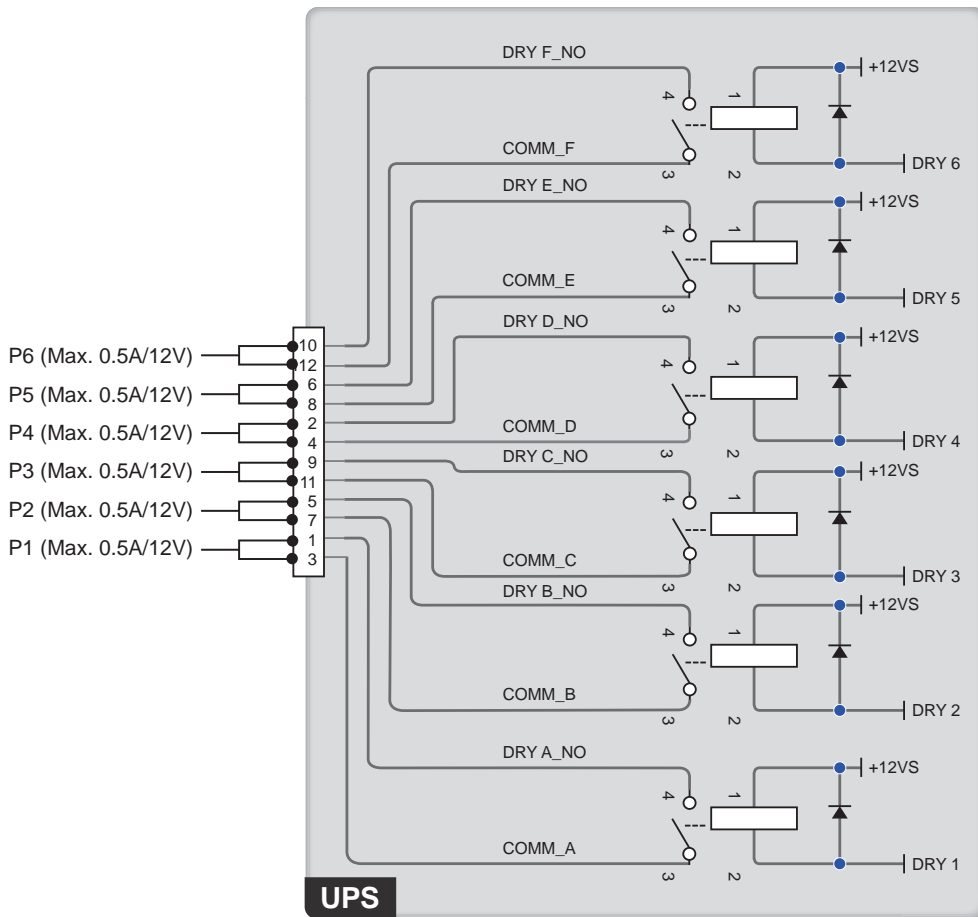 DRY F_NO
+12VS
4
1
COMM_F
3
2
DRY 6
DRY E_NO
+12VS
4
1
COMM_E
3
2
DRY 5
DRY D_NO
+12VS
4
1
COMM_D
3
2
DRY 4
DRY C_NO
+12VS
4
1
COMM_C
3
2
DRY 3
DRY B_NO
+12VS
4
1
COMM_B
3
2
DRY 2
DRY A_NO
+12VS
4
1
COMM_A
3
2
DRY 1
P6 (Max. 0.5A/12V)
10
12
P5 (Max. 0.5A/12V)
6
8
P4 (Max. 0.5A/12V)
2
4
P3 (Max. 0.5A/12V)
9
11
P2 (Max. 0.5A/12V)
5
7
P1 (Max. 0.5A/12V)
1
3
UPS